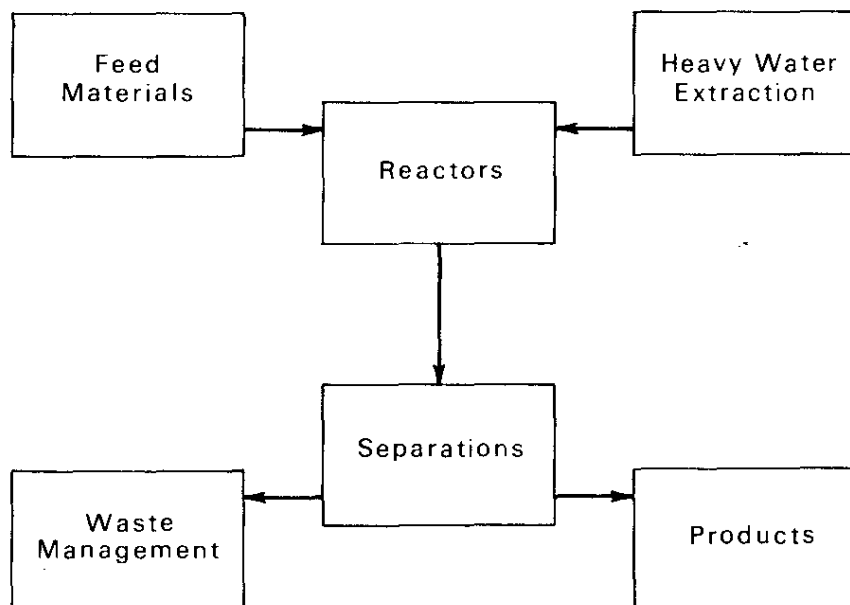 Feed
Materials
Heavy Water
Extraction
Reactors
Separations
Waste
Management
Products